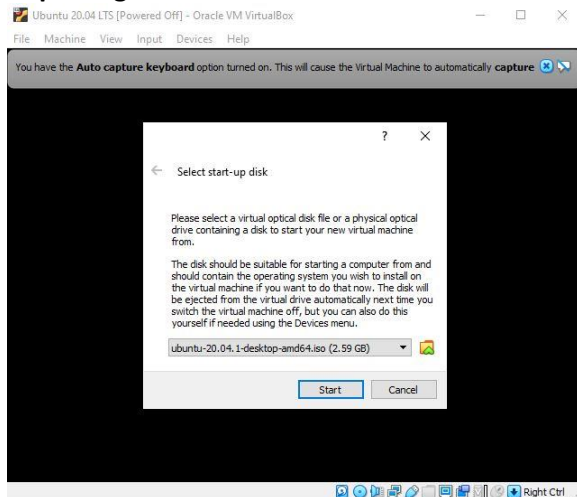 Ubuntu 20.04 LTS [Powered Off] - Oracle VM VirtualBox
File Machine View Input Devices Help
You have the Auto capture keyboard option turned on. This will cause the Virtual Machine to automatically capture
?
Select start-up disk
Please select a virtual optical disk file or a physical optical
drive containing a disk to start your new virtual machine
from.
The disk should be suitable for starting a computer from and
should contain the operating system you wish to install on
the virtual machine if you want to do that now. The disk will
be ejected from the virtual drive automatically next time you
switch the virtual machine off, but you can also do this
yourself if needed using the Devices menu.
ubuntu-20.04.1-desktop-amd64.iso (2.59 GB)
Start Cancel
Right Ctrl